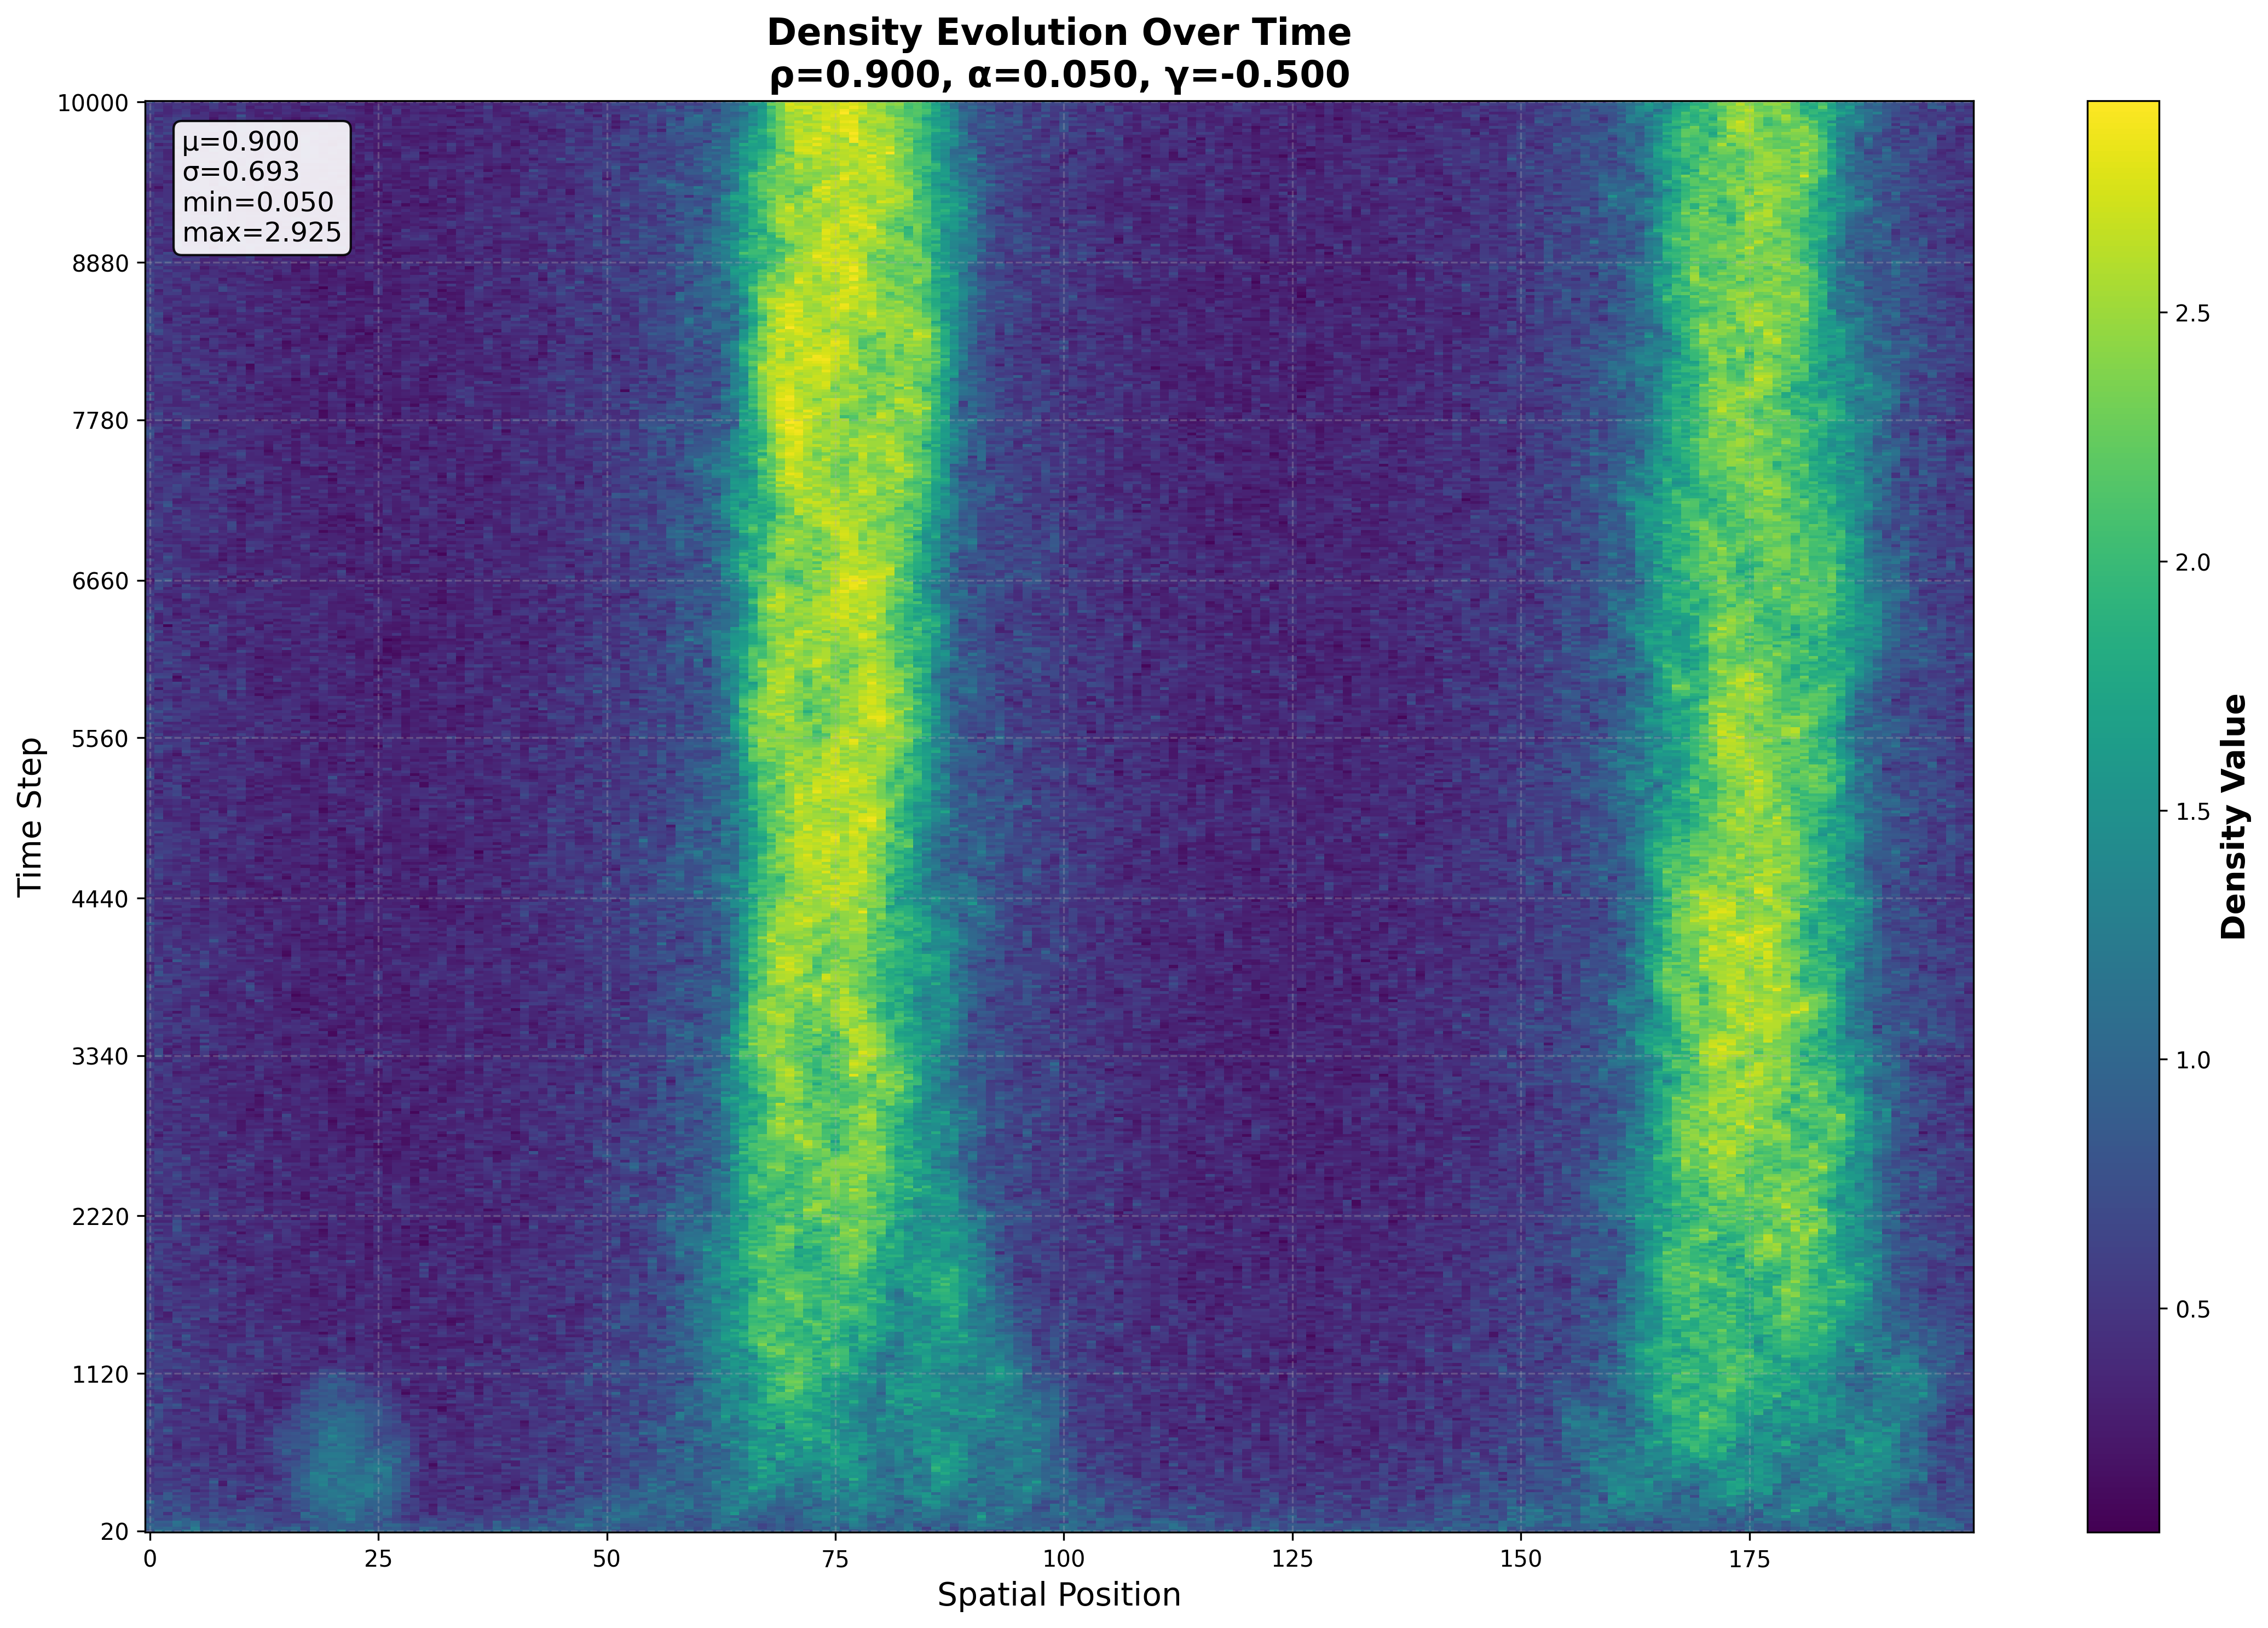 Density Evolution Over Time
ρ=0.900, α=0.050, γ=-0.500
μ=0.900
σ=0.693
min=0.050
max=2.925
Time Step
10000
8880
7780
6660
5560
4440
3340
2220
1120
20
0
25
50
75
100
125
150
175
Spatial Position
2.5
2.0
1.5
1.0
0.5
Density Value